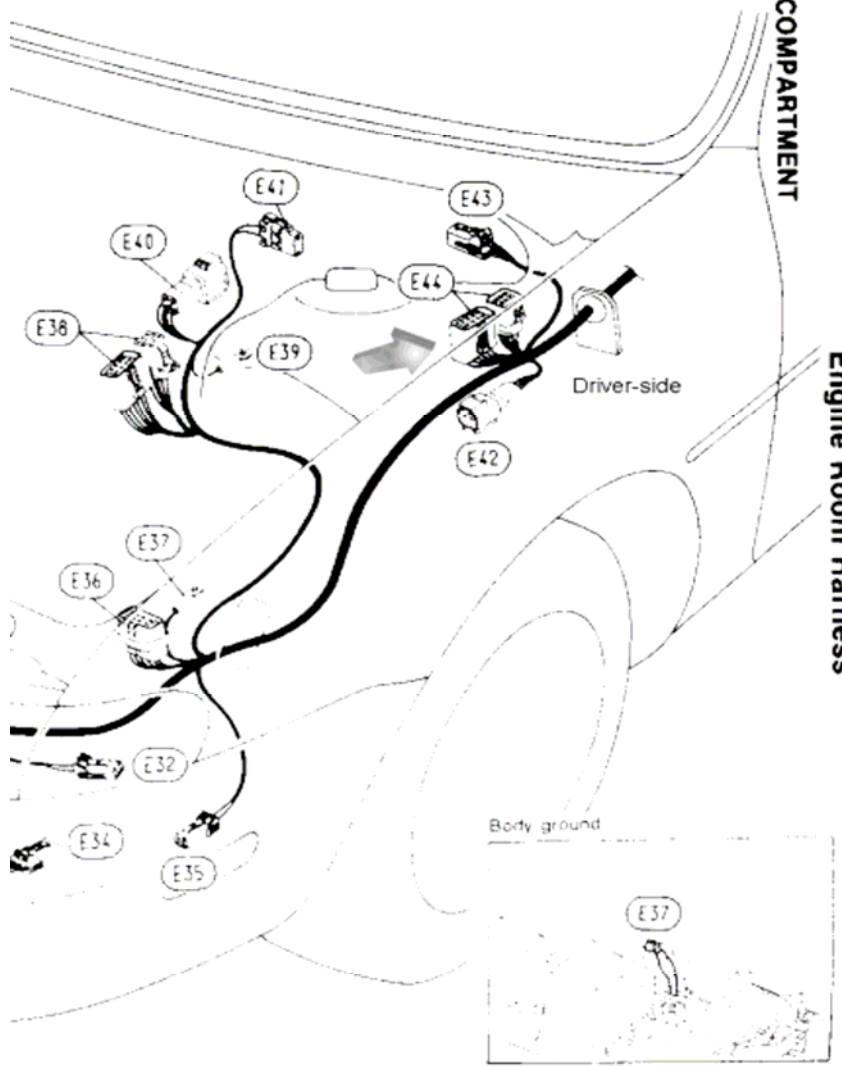 COMPARTMENT
E41
E43
E40
E44
E38
E39
Driver-side
E42
Engine Room Harness
E37
E36
E32
E34
E35
Body ground
E37